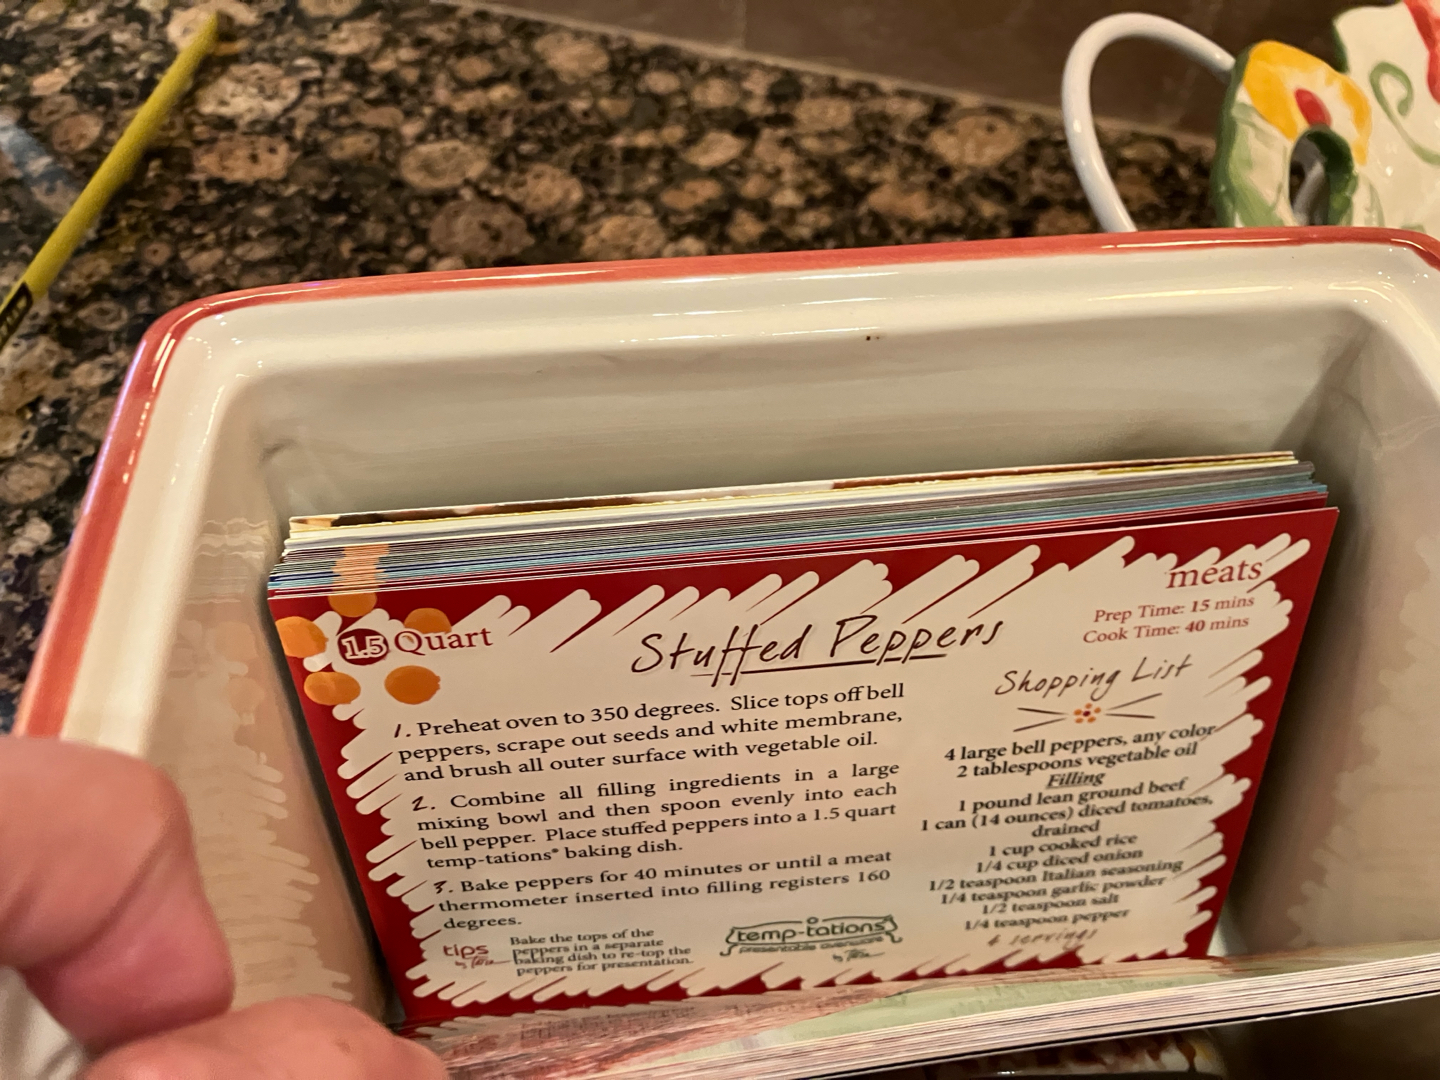 meats
Prep Time: 15 mins
Cook Time: 40 mins
1.5 Quart
Stuffed Peppers
1. Preheat oven to 350 degrees. Slice tops off bell
peppers, scrape out seeds and white membrane,
and brush all outer surface with vegetable oil.
2. Combine all filling ingredients in a large
mixing bowl and then spoon evenly into each
bell pepper. Place stuffed peppers into a 1.5 quart
temp-tations® baking dish.
3. Bake peppers for 40 minutes or until a meat
thermometer inserted into filling registers 160
degrees.
tips
by Tara
Bake the tops of the
peppers in a separate
baking dish to re-top the
peppers for presentation.
temp-tations
presentable ovenware
by Tara
Shopping List
4 large bell peppers, any color
2 tablespoons vegetable oil
Filling
1 pound lean ground beef
1 can (14 ounces) diced tomatoes,
drained
1 cup cooked rice
1/4 cup diced onion
1/2 teaspoon Italian seasoning
1/4 teaspoon garlic powder
1/2 teaspoon salt
1/4 teaspoon pepper
4 servings